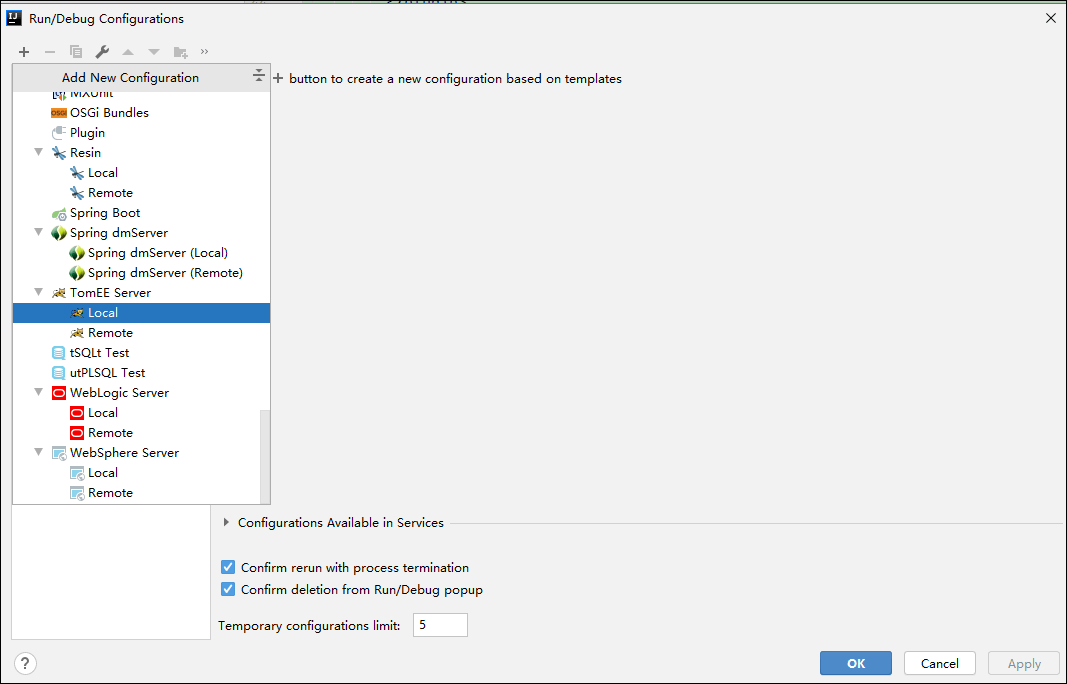 Run/Debug Configurations
Add New Configuration
button to create a new configuration based on templates
MXUnit
OSGi Bundles
Plugin
Resin
Local
Remote
Spring Boot
Spring dmServer
Spring dmServer (Local)
Spring dmServer (Remote)
TomEE Server
Local
Remote
tSQLt Test
utPLSQL Test
WebLogic Server
Local
Remote
WebSphere Server
Local
Remote
Configurations Available in Services
Confirm rerun with process termination
Confirm deletion from Run/Debug popup
Temporary configurations limit: 5
? OK Cancel Apply